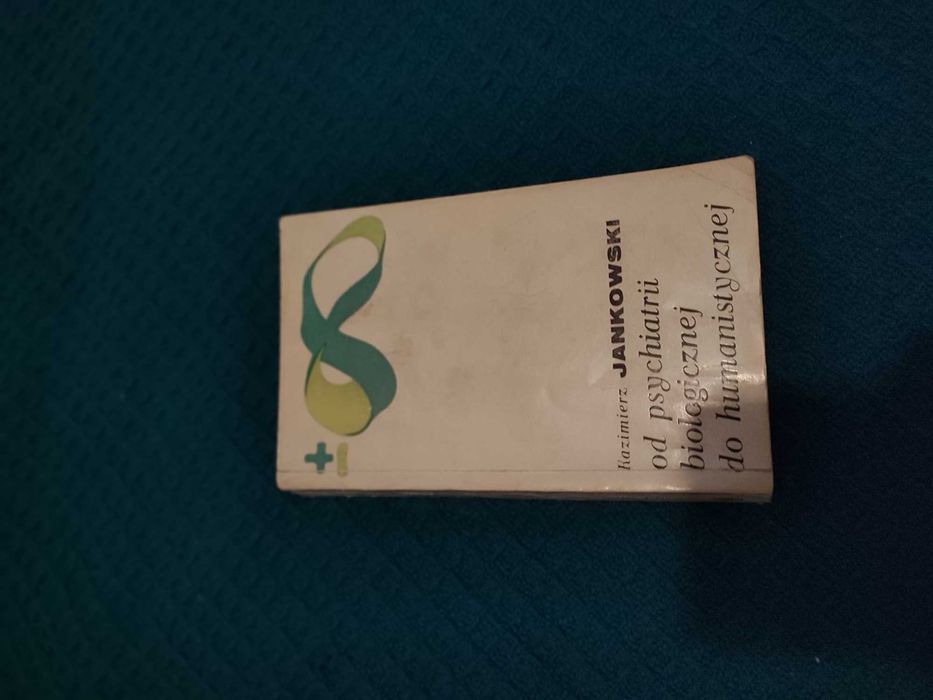 ±∞
Kazimierz JANKOWSKI
od psychiatrii
biologicznej
do humanistycznej